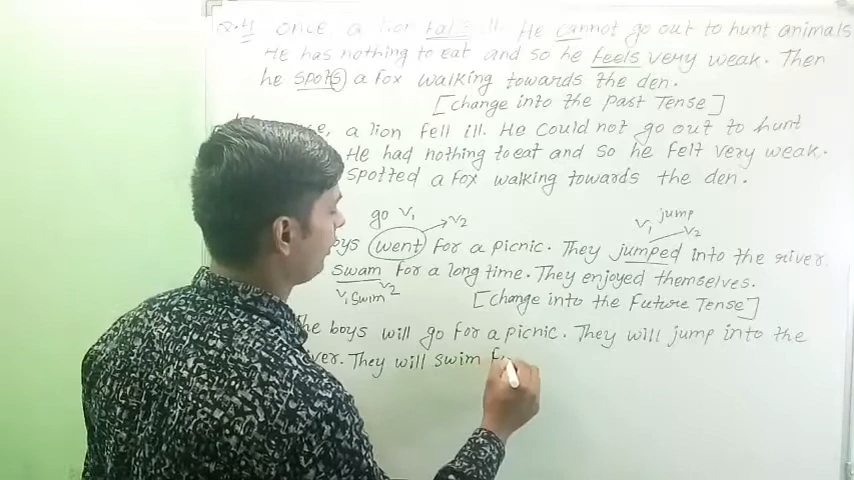 Q.4 once, a lion falls ill. He cannot go out to hunt animals
He has nothing to eat and so he feels very weak. Then
he spots a fox walking towards the den.
[change into the past Tense]
a lion fell ill. He could not go out to hunt
He had nothing to eat and so he felt very weak.
spotted a fox walking towards the den.
go V1 V2 V1 jump V2
went for a picnic. They jumped into the river.
swam for a long time. They enjoyed themselves.
V1 swim V2 [change into the Future Tense]
The boys will go for a picnic. They will jump into the
They will swim